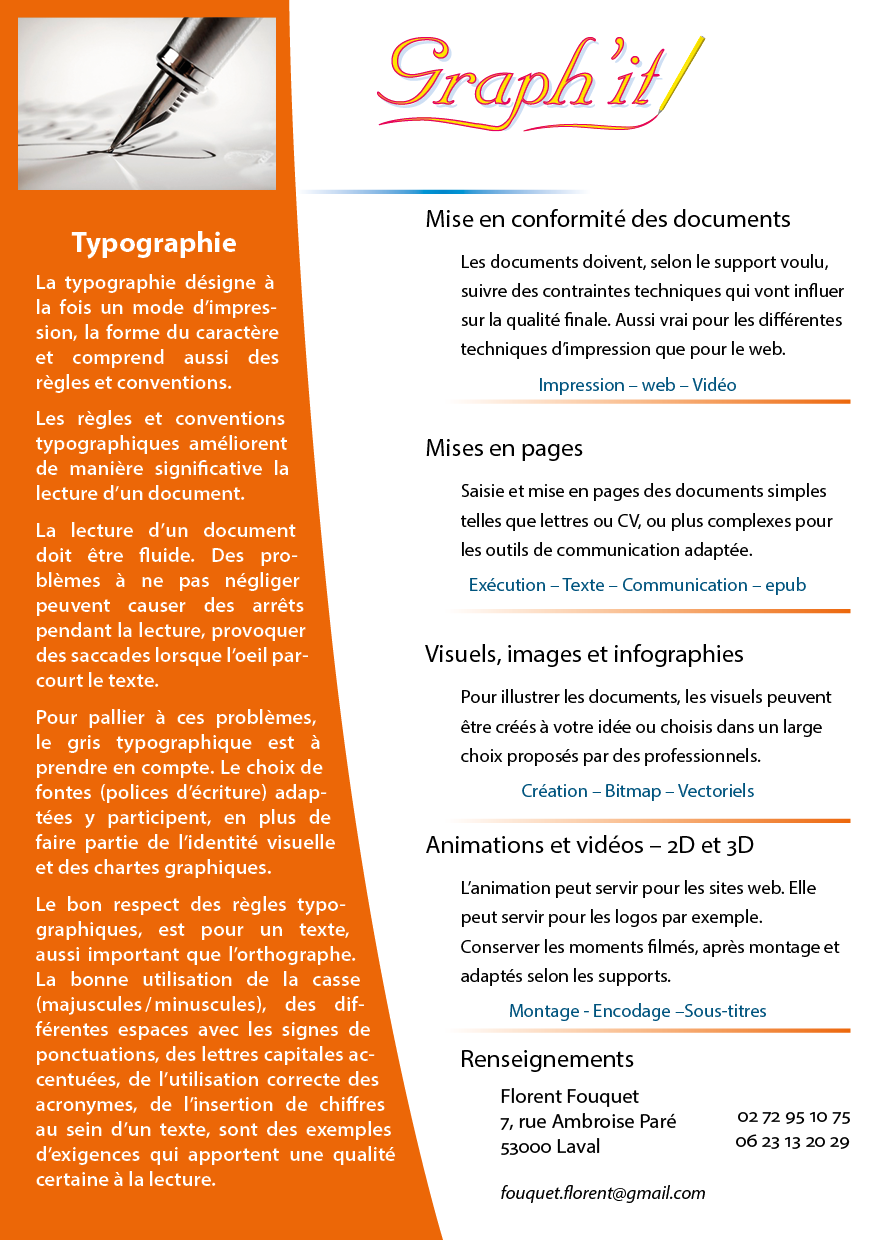 Graph'it
Typographie
La typographie désigne à
la fois un mode d’impres-
sion, la forme du caractère
et comprend aussi des
règles et conventions.
Les règles et conventions
typographiques améliorent
de manière significative la
lecture d’un document.
La lecture d’un document
doit être fluide. Des pro-
blèmes à ne pas négliger
peuvent causer des arrêts
pendant la lecture, provoquer
des saccades lorsque l’oeil par-
court le texte.
Pour pallier à ces problèmes,
le gris typographique est à
prendre en compte. Le choix de
fontes (polices d’écriture) adap-
tées y participent, en plus de
faire partie de l’identité visuelle
et des chartes graphiques.
Le bon respect des règles typo-
graphiques, est pour un texte,
aussi important que l’orthographe.
La bonne utilisation de la casse
(majuscules / minuscules), des dif-
férentes espaces avec les signes de
ponctuations, des lettres capitales ac-
centuées, de l’utilisation correcte des
acronymes, de l’insertion de chiffres
au sein d’un texte, sont des exemples
d’exigences qui apportent une qualité
certaine à la lecture.
Mise en conformité des documents
Les documents doivent, selon le support voulu,
suivre des contraintes techniques qui vont influer
sur la qualité finale. Aussi vrai pour les différentes
techniques d’impression que pour le web.
Impression – web – Vidéo
Mises en pages
Saisie et mise en pages des documents simples
telles que lettres ou CV, ou plus complexes pour
les outils de communication adaptée.
Exécution – Texte – Communication – epub
Visuels, images et infographies
Pour illustrer les documents, les visuels peuvent
être créés à votre idée ou choisis dans un large
choix proposés par des professionnels.
Création – Bitmap – Vectoriels
Animations et vidéos – 2D et 3D
L’animation peut servir pour les sites web. Elle
peut servir pour les logos par exemple.
Conserver les moments filmés, après montage et
adaptés selon les supports.
Montage - Encodage –Sous-titres
Renseignements
Florent Fouquet
7, rue Ambroise Paré
53000 Laval
02 72 95 10 75
06 23 13 20 29
fouquet.florent@gmail.com